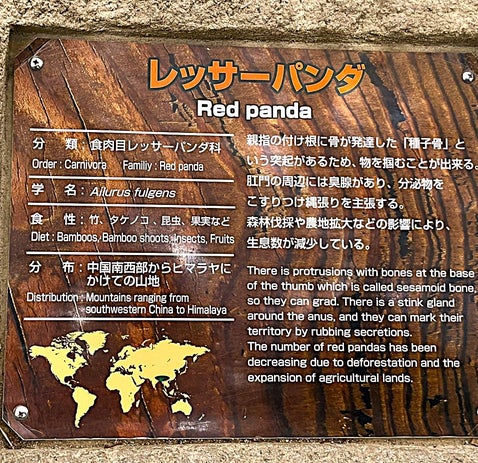 レッサーパンダ
Red panda
分　類：食肉目レッサーパンダ科
Order : Carnivora　Familiy : Red panda
学　名：Ailurus fulgens
食　性：竹、タケノコ、昆虫、果実など
Diet : Bamboos, Bamboo shoots, Insects, Fruits
分　布：中国南西部からヒマラヤに
かけての山地
Distribution : Mountains ranging from
southwestern China to Himalaya
親指の付け根に骨が発達した「種子骨」と
いう突起があるため、物を掴むことが出来る。
肛門の周辺には臭腺があり、分泌物を
こすりつけ縄張りを主張する。
森林伐採や農地拡大などの影響により、
生息数が減少している。
There is protrusions with bones at the base
of the thumb which is called sesamoid bone,
so they can grad. There is a stink gland
around the anus, and they can mark their
territory by rubbing secretions.
The number of red pandas has been
decreasing due to deforestation and the
expansion of agricultural lands.